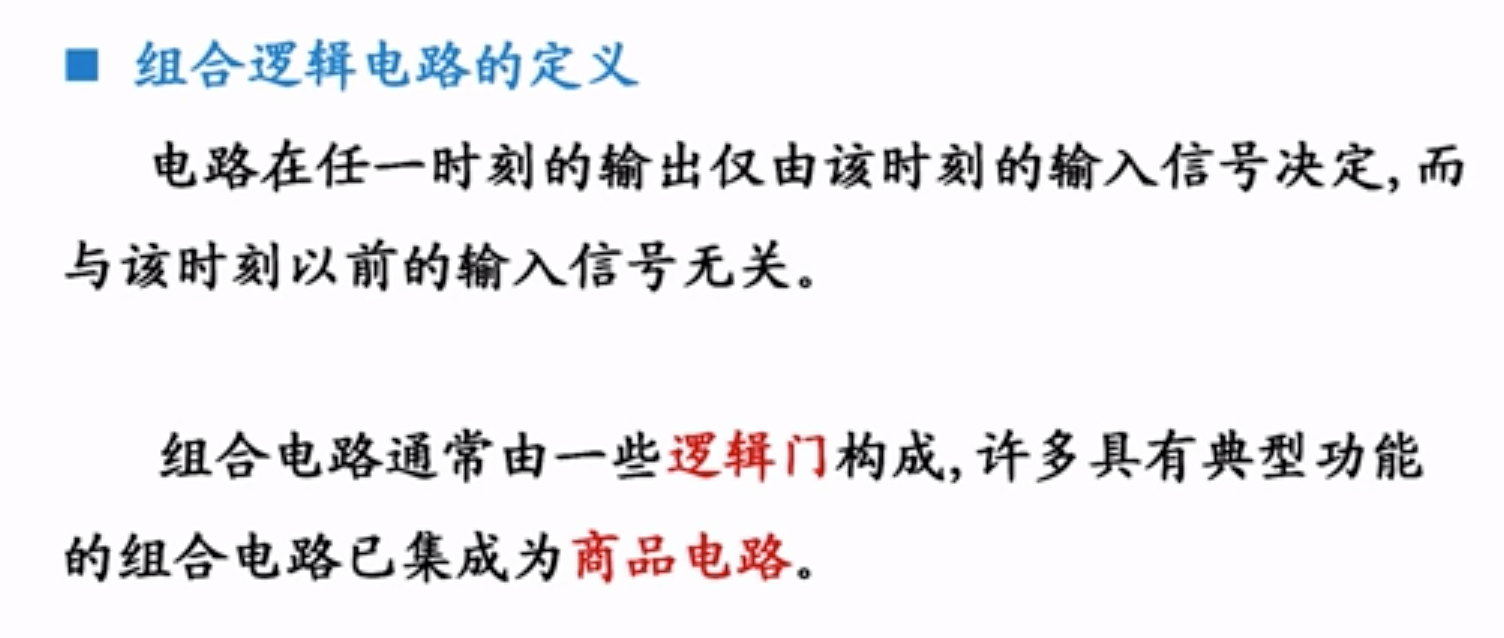 ■ 组合逻辑电路的定义
电路在任一时刻的输出仅由该时刻的输入信号决定,而
与该时刻以前的输入信号无关。
组合电路通常由一些逻辑门构成,许多具有典型功能
的组合电路已集成为商品电路。